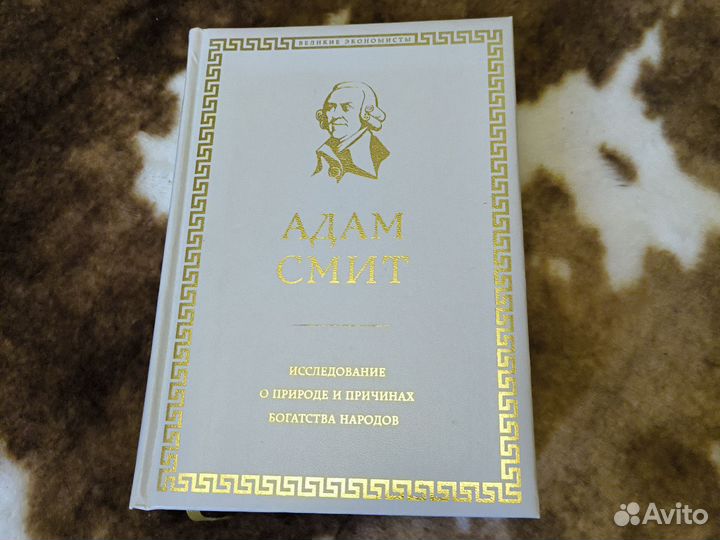 ВЕЛИКИЕ ЭКОНОМИСТЫ
АДАМ
СМИТ
ИССЛЕДОВАНИЕ
О ПРИРОДЕ И ПРИЧИНАХ
БОГАТСТВА НАРОДОВ
Avito